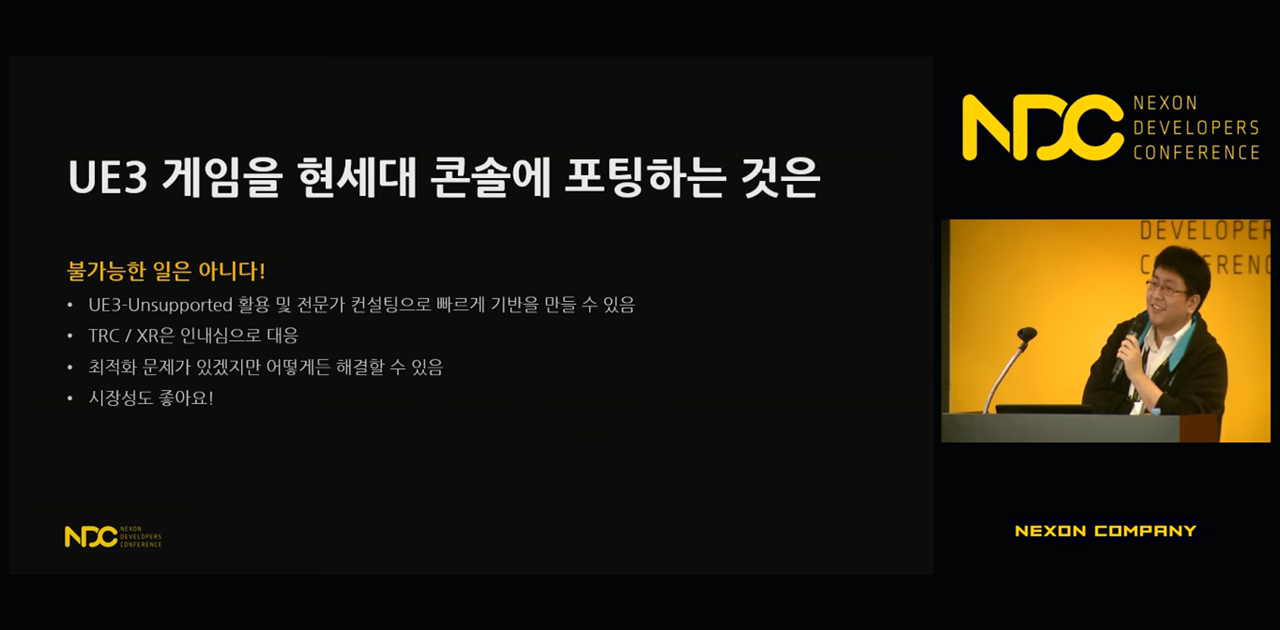 UE3 게임을 현세대 콘솔에 포팅하는 것은
불가능한 일은 아니다!
• UE3-Unsupported 활용 및 전문가 컨설팅으로 빠르게 기반을 만들 수 있음
• TRC / XR은 인내심으로 대응
• 최적화 문제가 있겠지만 어떻게든 해결할 수 있음
• 시장성도 좋아요!
NDC NEXON
DEVELOPERS
CONFERENCE
NDC NEXON
DEVELOPERS
CONFERENCE
DEVELOPER
CONFERENC
NEXON COMPANY